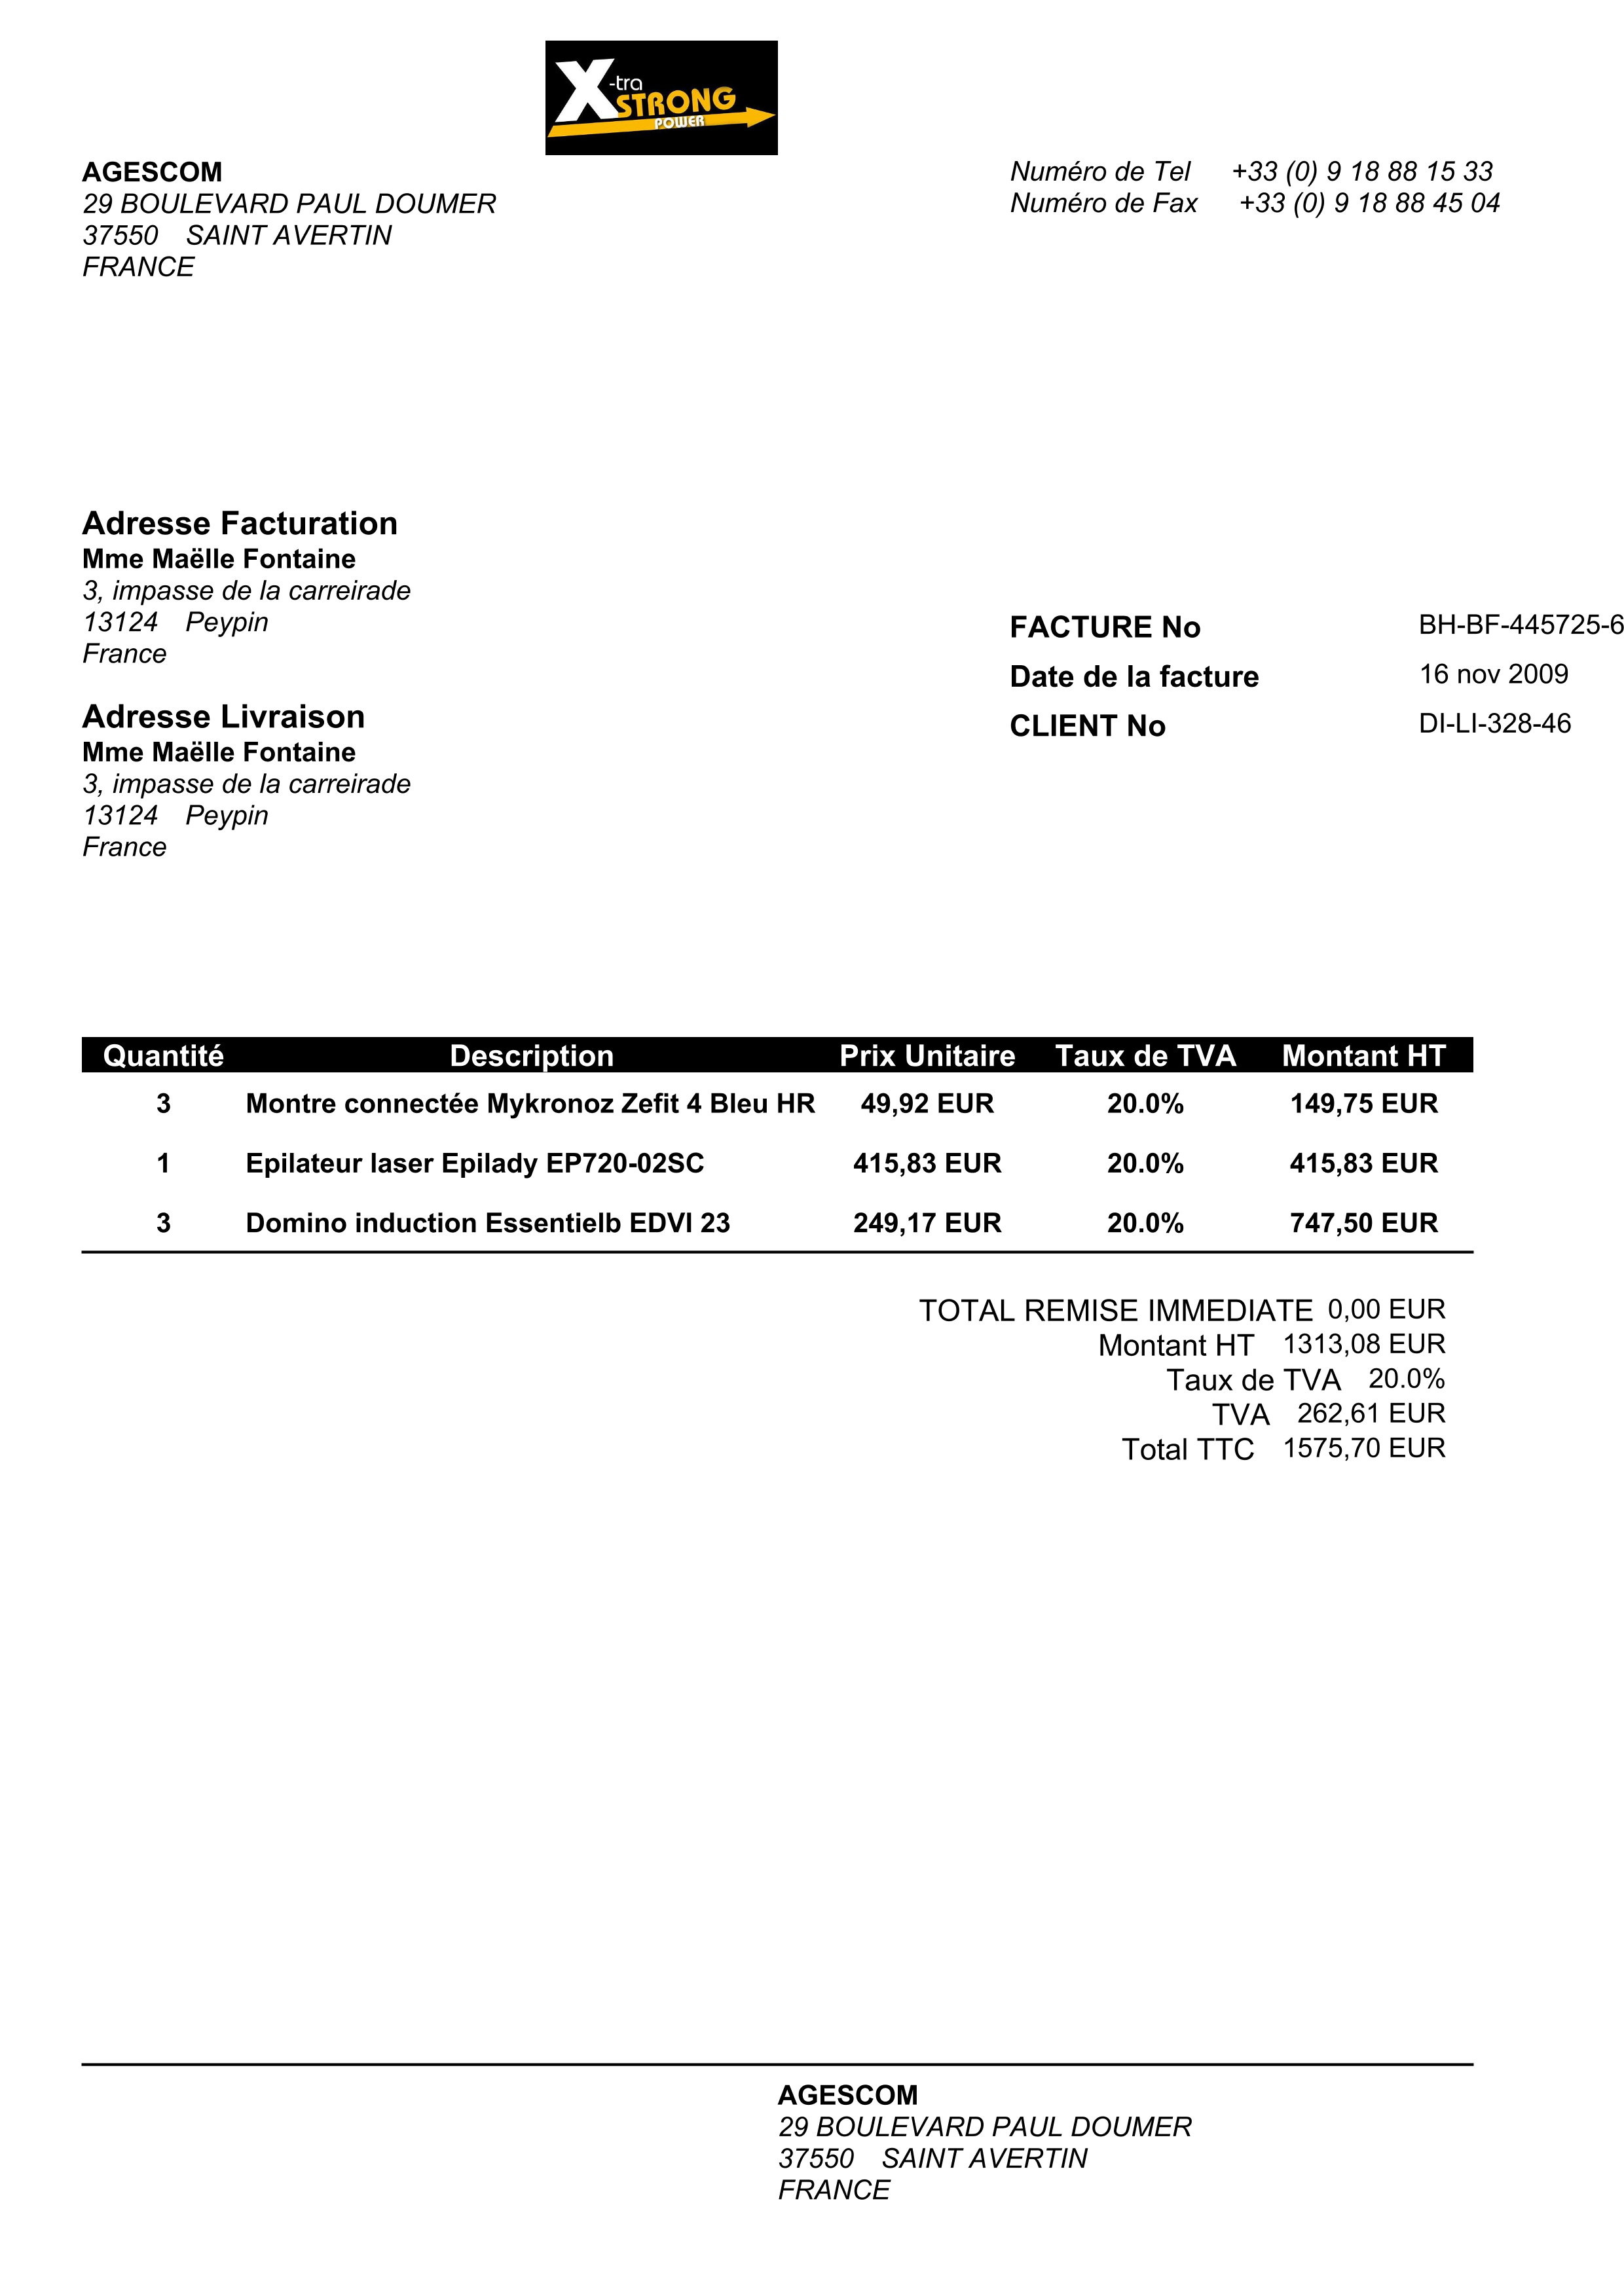 X-tra
STRONG
POWER
AGESCOM
29 BOULEVARD PAUL DOUMER
37550 SAINT AVERTIN
FRANCE
Numéro de Tel +33 (0) 9 18 88 15 33
Numéro de Fax +33 (0) 9 18 88 45 04
Adresse Facturation
Mme Maëlle Fontaine
3, impasse de la carreirade
13124 Peypin
France
FACTURE No BH-BF-445725-6
Date de la facture 16 nov 2009
CLIENT No DI-LI-328-46
Adresse Livraison
Mme Maëlle Fontaine
3, impasse de la carreirade
13124 Peypin
France
Quantité Description Prix Unitaire Taux de TVA Montant HT
3 Montre connectée Mykronoz Zefit 4 Bleu HR 49,92 EUR 20.0% 149,75 EUR
1 Epilateur laser Epilady EP720-02SC 415,83 EUR 20.0% 415,83 EUR
3 Domino induction Essentielb EDVI 23 249,17 EUR 20.0% 747,50 EUR
TOTAL REMISE IMMEDIATE 0,00 EUR
Montant HT 1313,08 EUR
Taux de TVA 20.0%
TVA 262,61 EUR
Total TTC 1575,70 EUR
AGESCOM
29 BOULEVARD PAUL DOUMER
37550 SAINT AVERTIN
FRANCE